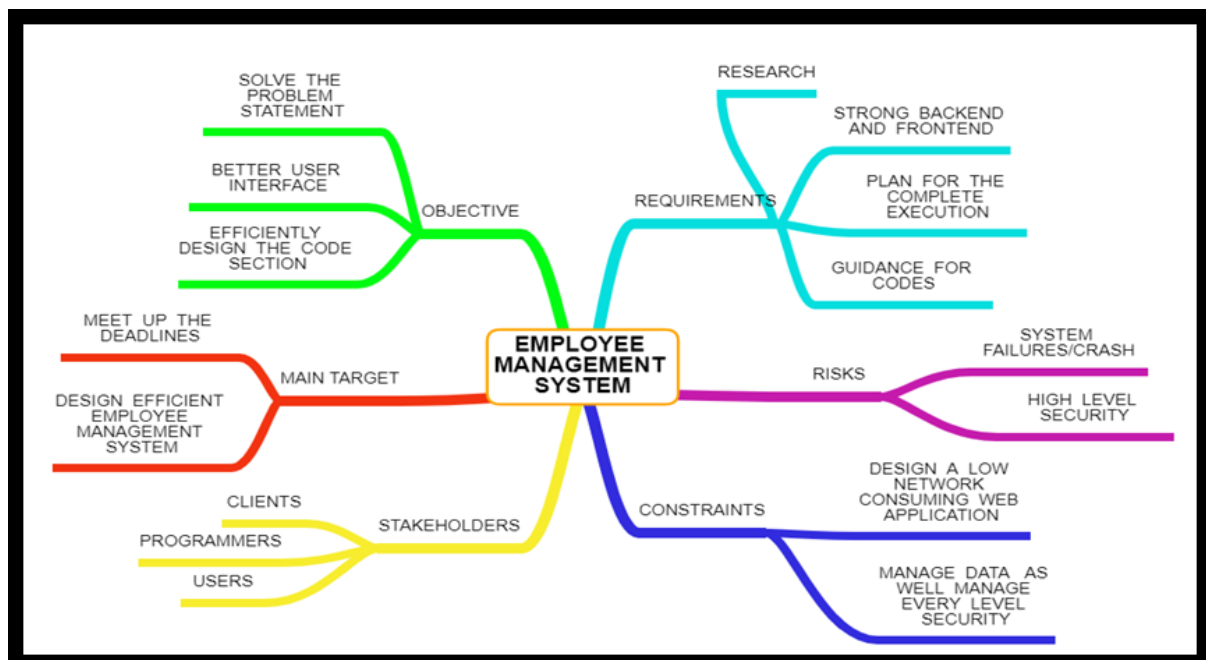 SOLVE THE
PROBLEM
STATEMENT
BETTER USER
INTERFACE
EFFICIENTLY
DESIGN THE CODE
SECTION
OBJECTIVE
MEET UP THE
DEADLINES
DESIGN EFFICIENT
EMPLOYEE
MANAGEMENT
SYSTEM
MAIN TARGET
CLIENTS
PROGRAMMERS
USERS
STAKEHOLDERS
EMPLOYEE
MANAGEMENT
SYSTEM
REQUIREMENTS
RESEARCH
STRONG BACKEND
AND FRONTEND
PLAN FOR THE
COMPLETE
EXECUTION
GUIDANCE FOR
CODES
RISKS
SYSTEM
FAILURES/CRASH
HIGH LEVEL
SECURITY
CONSTRAINTS
DESIGN A LOW
NETWORK
CONSUMING WEB
APPLICATION
MANAGE DATA AS
WELL MANAGE
EVERY LEVEL
SECURITY